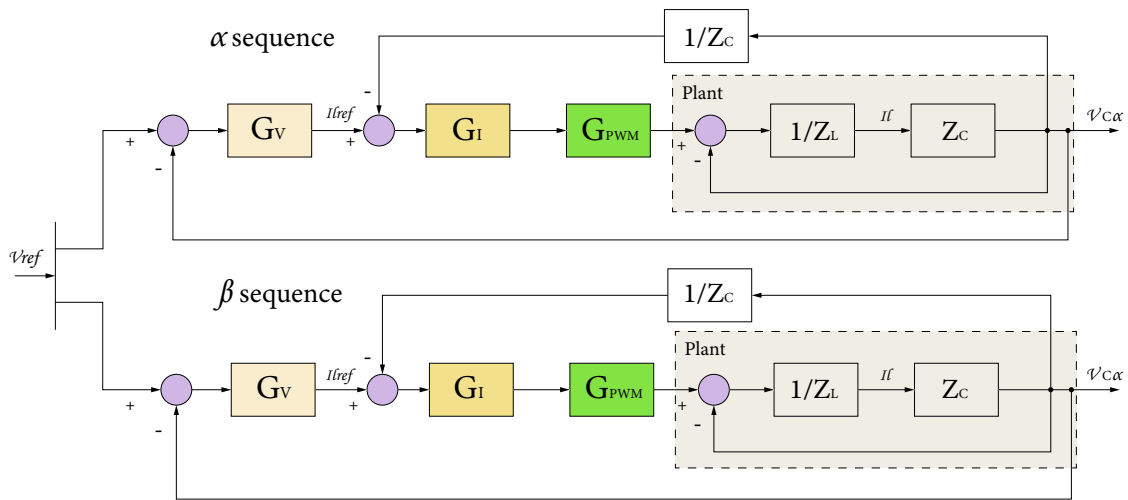 α sequence
1/ZC
-
Plant
GV
Ilref
GI
GPWM
1/ZL
Il
ZC
VCα
+
-
+
+
-
Vref
β sequence
1/ZC
-
Plant
GV
Ilref
GI
GPWM
1/ZL
Il
ZC
VCα
+
-
+
+
-